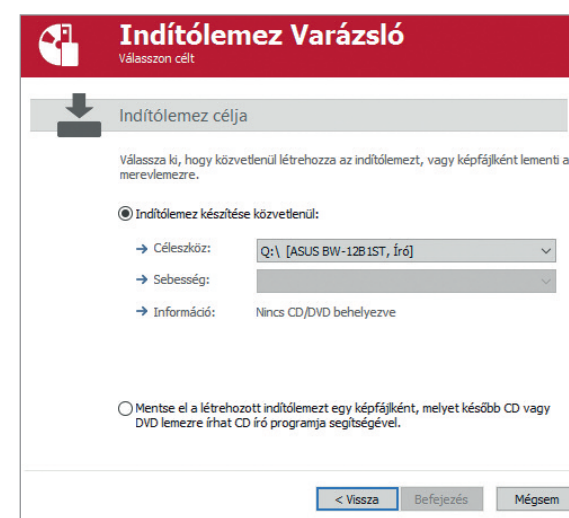 Indítólemez Varázsló
Válasszon célt
Indítólemez célja
Válassza ki, hogy közvetlenül létrehozza az indítólemezt, vagy képfájlként lementi a
merevlemezre.
Indítólemez készítése közvetlenül:
Céleszköz: Q:\ [ASUS BW-12B1ST, Író]
Sebesség:
Információ: Nincs CD/DVD behelyezve
Mentse el a létrehozott indítólemezt egy képfájlként, melyet később CD vagy
DVD lemezre írhat CD író programja segítségével.
< Vissza Befejezés Mégsem